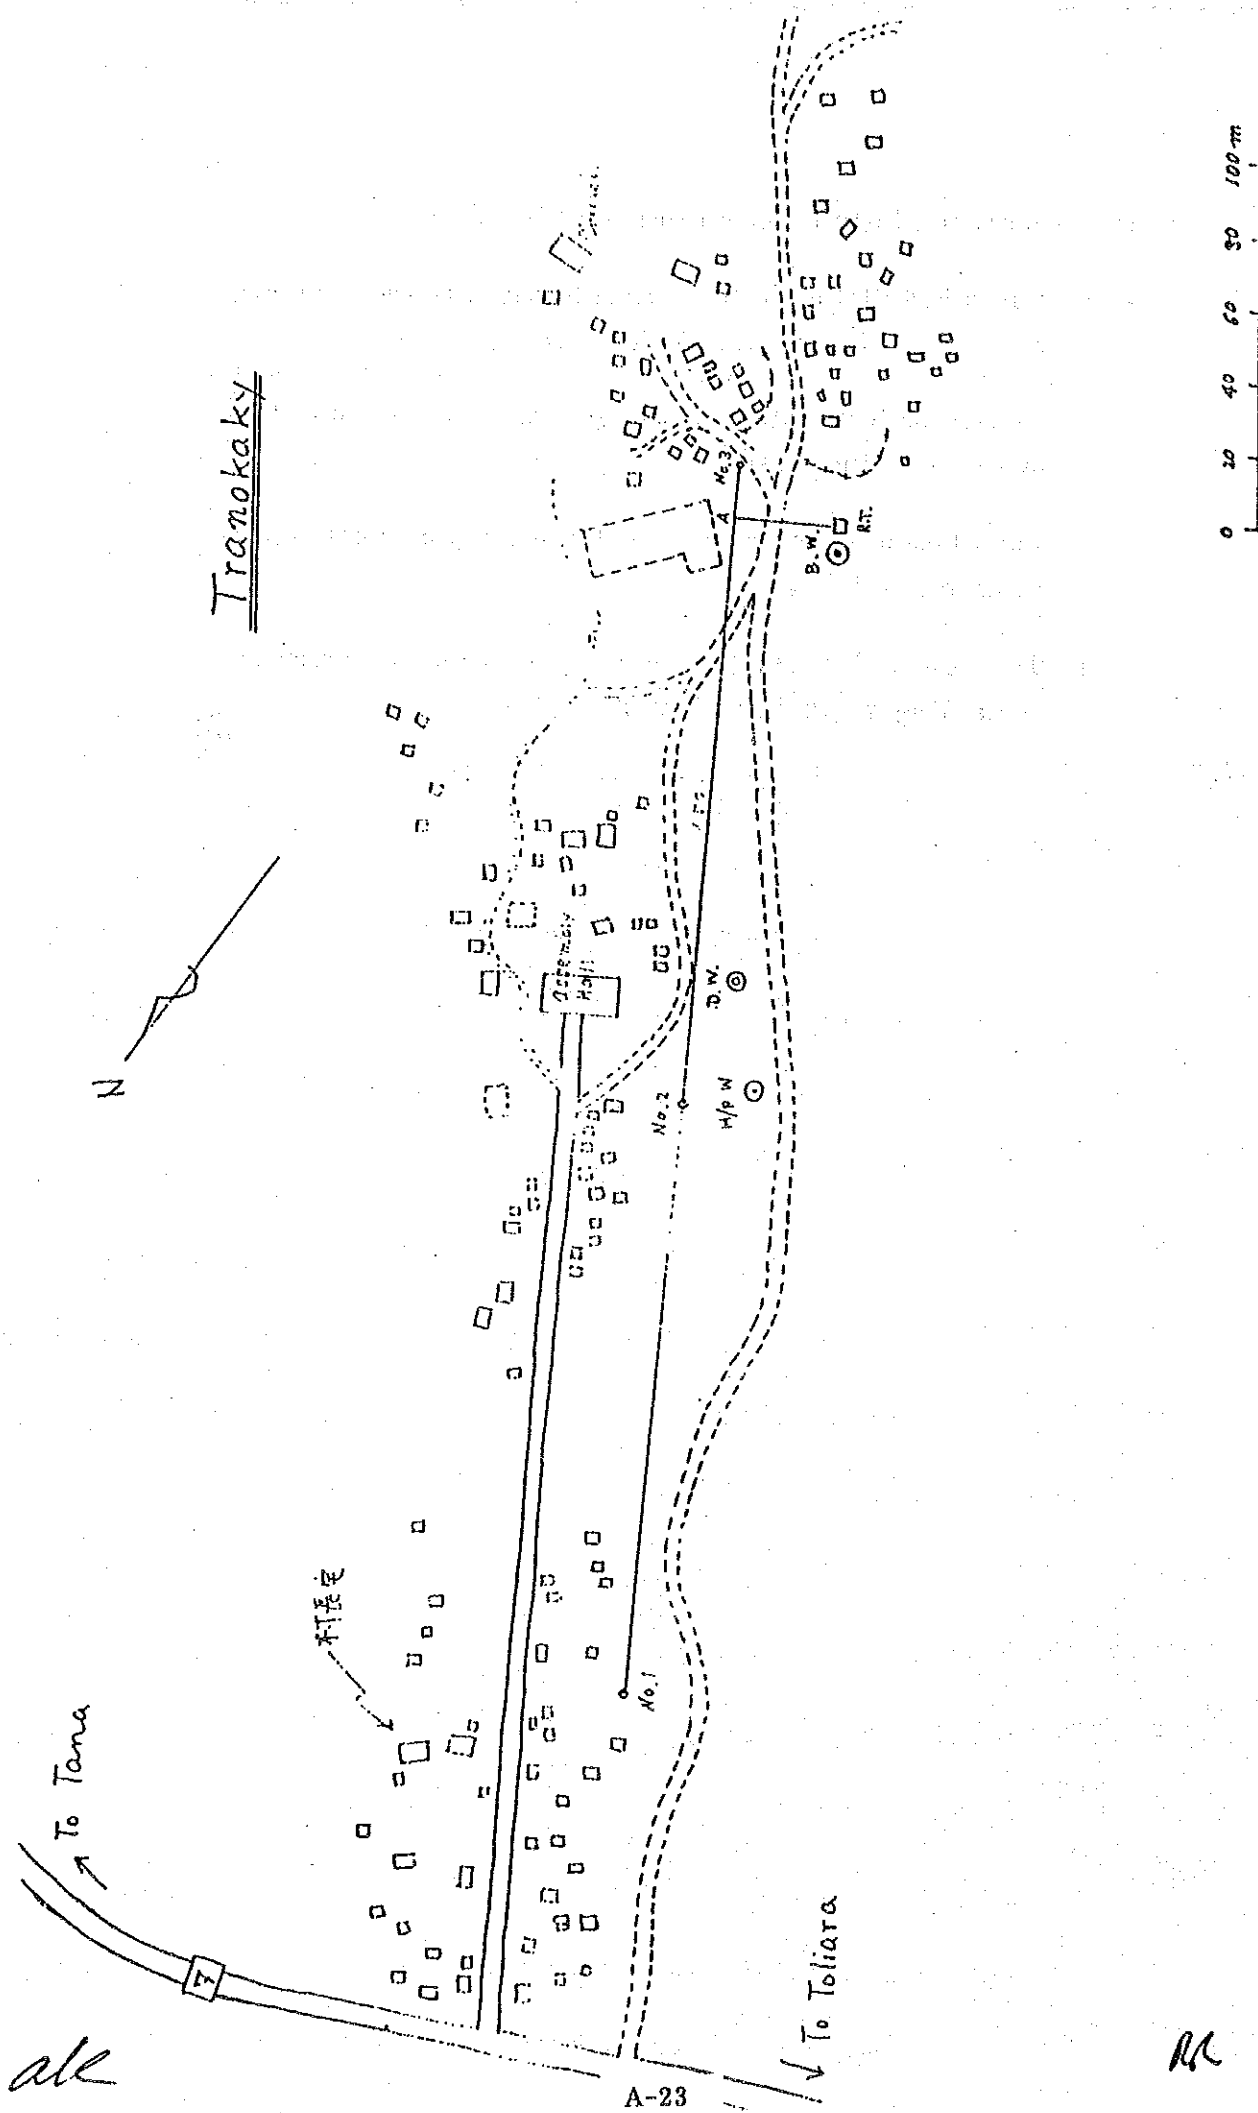 Tranokaky
N
To Tana
7
To Toliara
村長宅
Assembly
Hall
No.1
No.2
No.3
A
H/P W
D.W.
B.W.
R.T.
0 20 40 60 80 100m
A-23